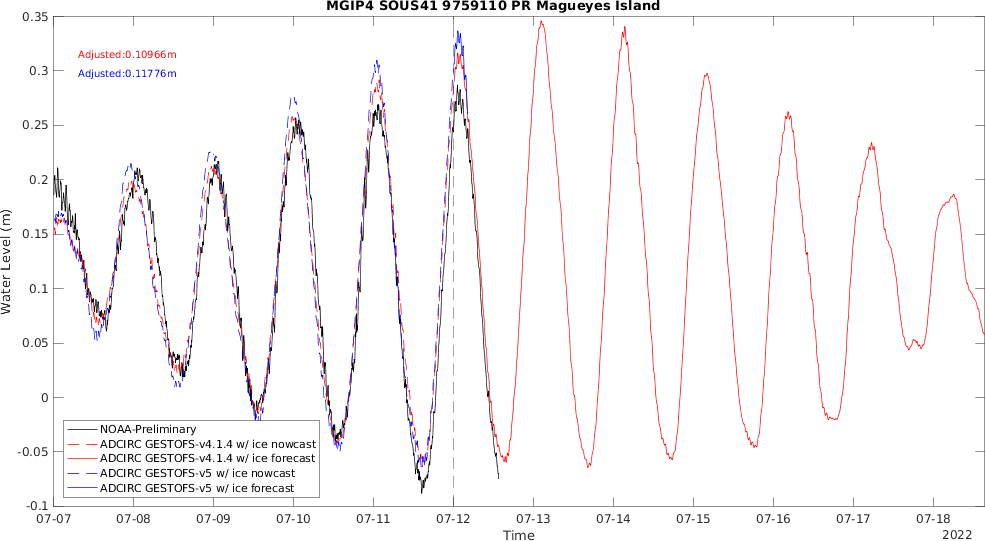 MGIP4 SOUS41 9759110 PR Magueyes Island
0.35
0.3
0.25
0.2
0.15
0.1
0.05
0
-0.05
-0.1
Water Level (m)
Adjusted:0.10966m
Adjusted:0.11776m
NOAA-Preliminary
ADCIRC GESTOFS-v4.1.4 w/ ice nowcast
ADCIRC GESTOFS-v4.1.4 w/ ice forecast
ADCIRC GESTOFS-v5 w/ ice nowcast
ADCIRC GESTOFS-v5 w/ ice forecast
07-07 07-08 07-09 07-10 07-11 07-12 07-13 07-14 07-15 07-16 07-17 07-18
Time
2022